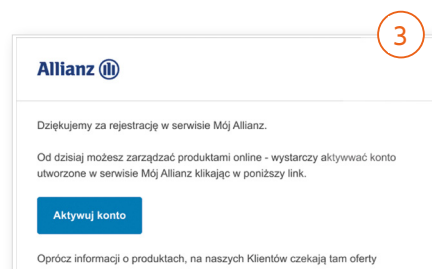 3
Allianz
Dziękujemy za rejestrację w serwisie Mój Allianz.
Od dzisiaj możesz zarządzać produktami online - wystarczy aktywwać konto
utworzone w serwisie Mój Allianz klikając w poniższy link.
Aktywuj konto
Oprócz informacji o produktach, na naszych Klientów czekają tam oferty